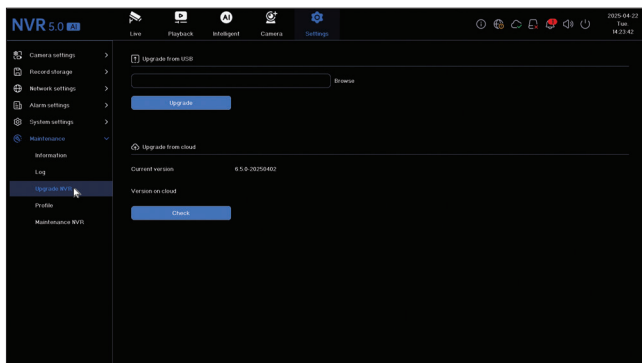 NVR 5.0 AI
AI
Live Playback Intelligent Camera Settings
2025-04-22
Tue
14:23:42
Camera settings
Record storage
Network settings
Alarm settings
System settings
Maintenance
Information
Log
Upgrade NVR
Profile
Maintenance NVR
Upgrade from USB
Browse
Upgrade
Upgrade from cloud
Current version 6.5.0-20250402
Version on cloud
Check